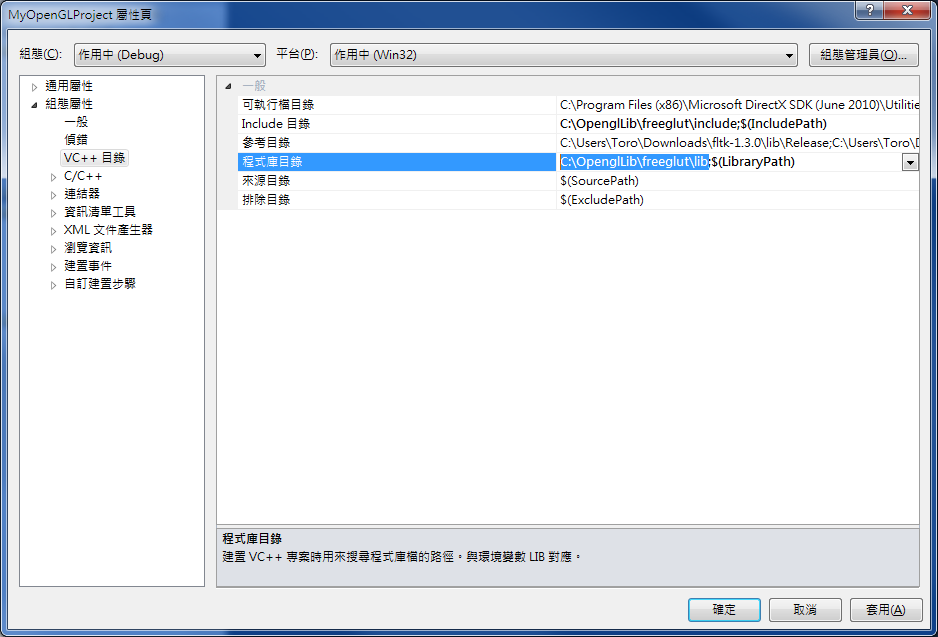 MyOpenGLProject 屬性頁
組態(C): 作用中 (Debug) 平台(P): 作用中 (Win32) 組態管理員(O)...
通用屬性
組態屬性
一般
偵錯
VC++ 目錄
C/C++
連結器
資訊清單工具
XML 文件產生器
瀏覽資訊
建置事件
自訂建置步驟
一般
可執行檔目錄 C:\Program Files (x86)\Microsoft DirectX SDK (June 2010)\Utilitie
Include 目錄 C:\OpenglLib\freeglut\include;$(IncludePath)
參考目錄 C:\Users\Toro\Downloads\fltk-1.3.0\lib\Release;C:\Users\Toro\D
程式庫目錄 C:\OpenglLib\freeglut\lib;$(LibraryPath)
來源目錄 $(SourcePath)
排除目錄 $(ExcludePath)
程式庫目錄
建置 VC++ 專案時用來搜尋程式庫檔的路徑。與環境變數 LIB 對應。
確定 取消 套用(A)